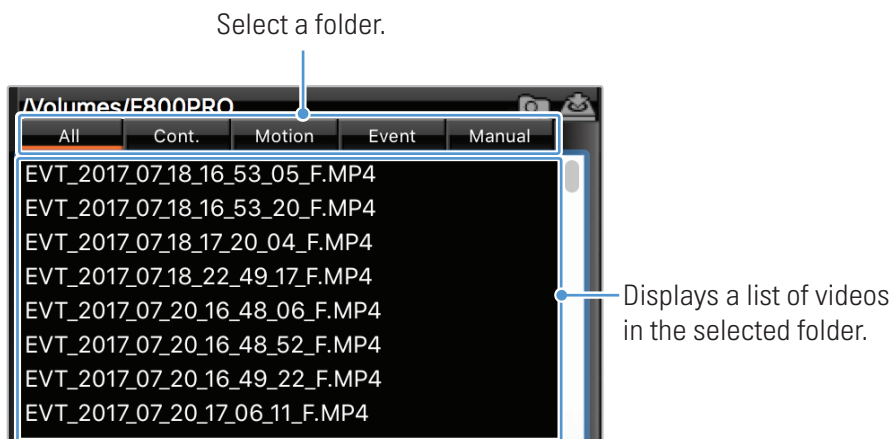 Select a folder.
/Volumes/F800PRO
All Cont. Motion Event Manual
EVT_2017_07_18_16_53_05_F.MP4
EVT_2017_07_18_16_53_20_F.MP4
EVT_2017_07_18_17_20_04_F.MP4
EVT_2017_07_18_22_49_17_F.MP4
EVT_2017_07_20_16_48_06_F.MP4
EVT_2017_07_20_16_48_52_F.MP4
EVT_2017_07_20_16_49_22_F.MP4
EVT_2017_07_20_17_06_11_F.MP4
Displays a list of videos
in the selected folder.